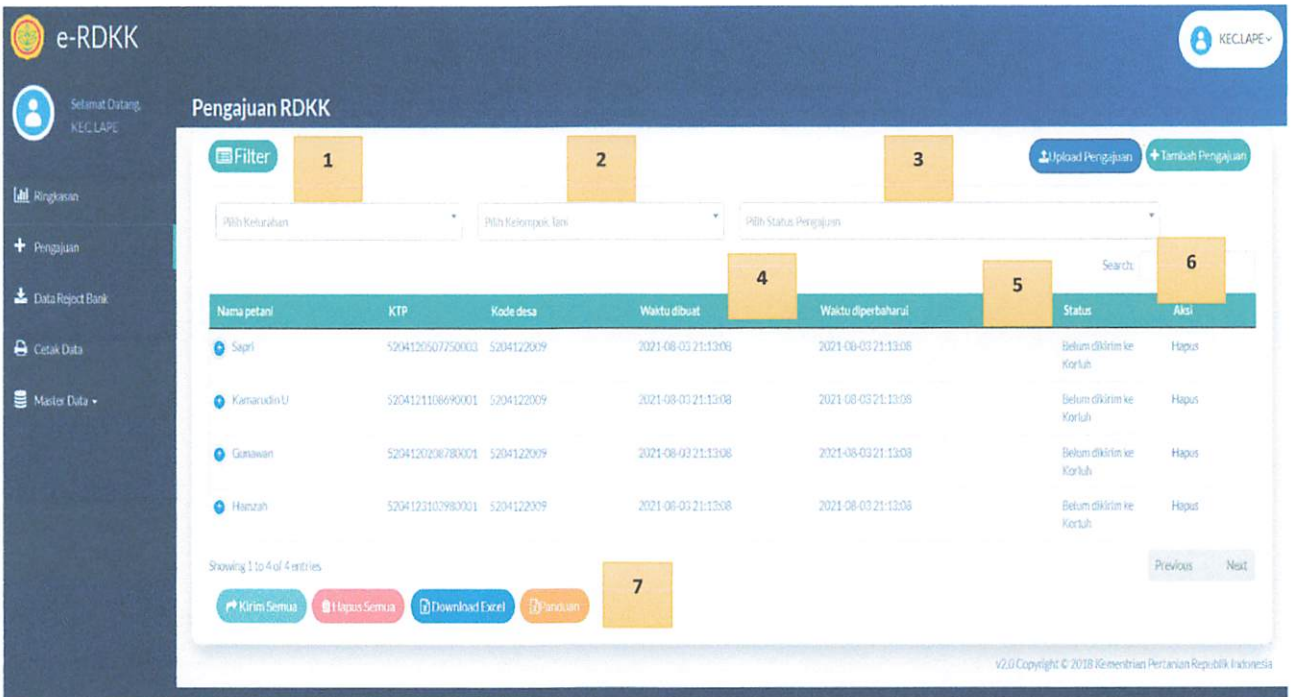 e-RDKK
KEC.LAPE
Selamat Datang,
KEC.LAPE
Pengajuan RDKK
Filter
1
2
3
Upload Pengajuan
Tambah Pengajuan
Ringkasan
Pengajuan
Data Reject Bank
Cetak Data
Master Data
Pilih Kelurahan
Pilih Kelompok Tani
Pilih Status Pengajuan
Search:
4
5
6
Nama petani KTP Kode desa Waktu dibuat Waktu diperbaharui Status Aksi
Sapri 5204120507750003 5204122009 2021-08-03 21:13:08 2021-08-03 21:13:08 Belum dikirim ke Hapus
Korluh
Kamarudin U 5204121108690001 5204122009 2021-08-03 21:13:08 2021-08-03 21:13:08 Belum dikirim ke Hapus
Korluh
Gunawan 5204120208780001 5204122009 2021-08-03 21:13:08 2021-08-03 21:13:08 Belum dikirim ke Hapus
Korluh
Hamzah 5204123102980001 5204122009 2021-08-03 21:13:08 2021-08-03 21:13:08 Belum dikirim ke Hapus
Korluh
Showing 1 to 4 of 4 entries
Previous Next
Kirim Semua
Hapus Semua
Download Excel
Panduan
7
v2.0 Copyright © 2018 Kementrian Pertanian Republik Indonesia